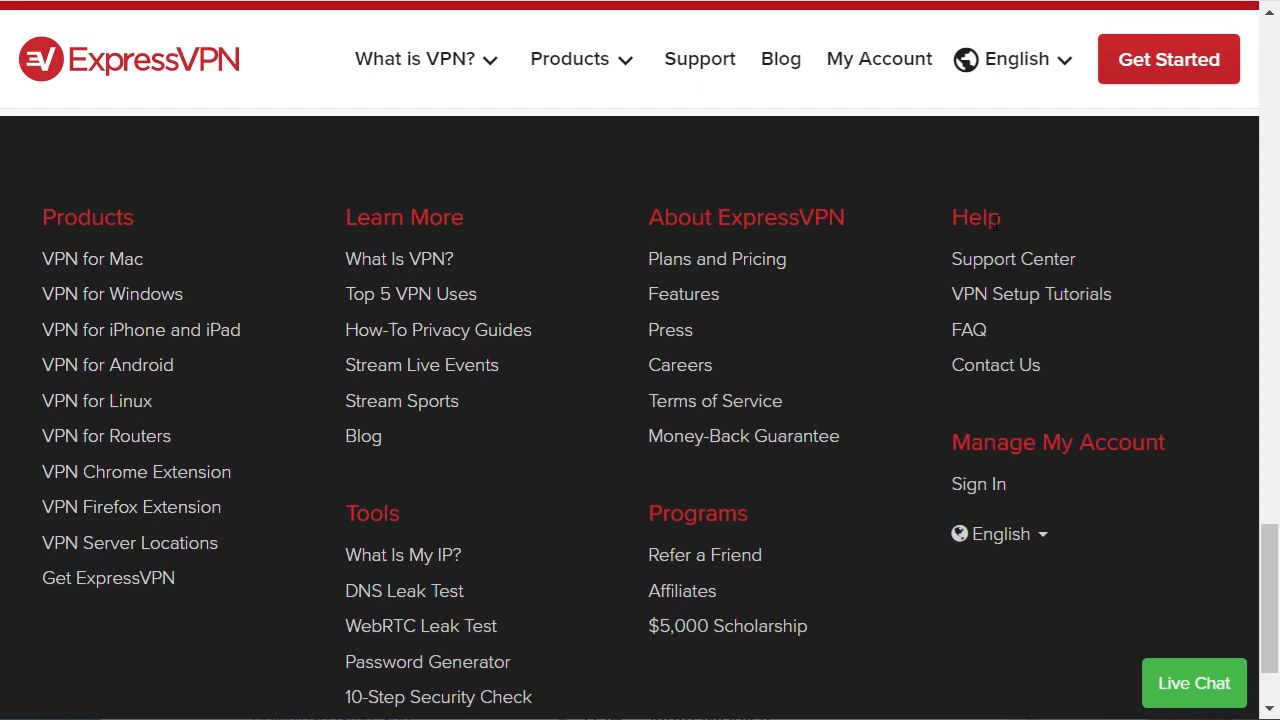 ExpressVPN
What is VPN? Products Support Blog My Account English Get Started
Products
VPN for Mac
VPN for Windows
VPN for iPhone and iPad
VPN for Android
VPN for Linux
VPN for Routers
VPN Chrome Extension
VPN Firefox Extension
VPN Server Locations
Get ExpressVPN
Learn More
What Is VPN?
Top 5 VPN Uses
How-To Privacy Guides
Stream Live Events
Stream Sports
Blog
Tools
What Is My IP?
DNS Leak Test
WebRTC Leak Test
Password Generator
10-Step Security Check
About ExpressVPN
Plans and Pricing
Features
Press
Careers
Terms of Service
Money-Back Guarantee
Programs
Refer a Friend
Affiliates
$5,000 Scholarship
Help
Support Center
VPN Setup Tutorials
FAQ
Contact Us
Manage My Account
Sign In
English
Live Chat